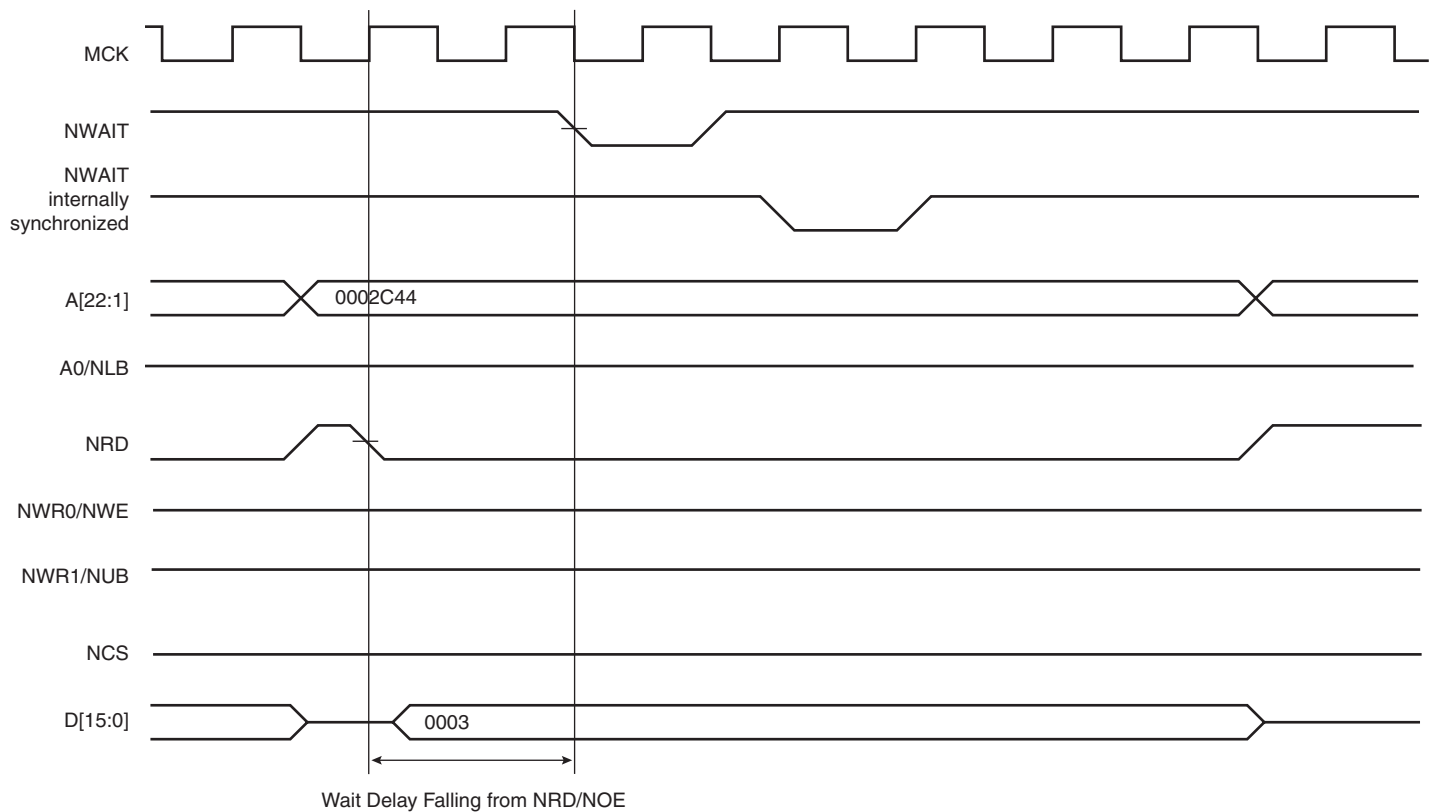 MCK
NWAIT
NWAIT
internally
synchronized
A[22:1]
0002C44
A0/NLB
NRD
NWR0/NWE
NWR1/NUB
NCS
D[15:0]
0003
Wait Delay Falling from NRD/NOE